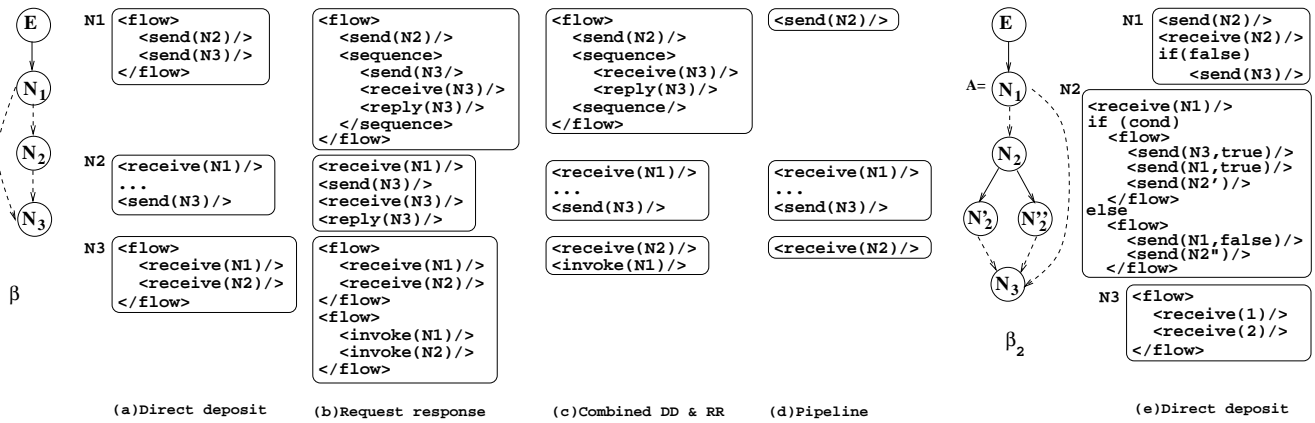 E
N1
N2
N3
β
N1
<flow>
<send(N2)/>
<send(N3)/>
</flow>
N2
<receive(N1)/>
...
<send(N3)/>
N3
<flow>
<receive(N1)/>
<receive(N2)/>
</flow>
(a)Direct deposit
<flow>
<send(N2)/>
<sequence>
<send(N3/>
<receive(N3)/>
<reply(N3)/>
</sequence>
</flow>
<receive(N1)/>
<send(N3)/>
<receive(N3)/>
<reply(N3)/>
<flow>
<receive(N1)/>
<receive(N2)/>
</flow>
<flow>
<invoke(N1)/>
<invoke(N2)/>
</flow>
(b)Request response
<flow>
<send(N2)/>
<sequence>
<receive(N3)/>
<reply(N3)/>
<sequence/>
</flow>
<receive(N1)/>
...
<send(N3)/>
<receive(N2)/>
<invoke(N1)/>
(c)Combined DD & RR
<send(N2)/>
<receive(N1)/>
...
<send(N3)/>
<receive(N2)/>
(d)Pipeline
E
A= N1
N2
N'2 N''2
N3
β2
N1
<send(N2)/>
<receive(N2)/>
if(false)
<send(N3)/>
N2
<receive(N1)/>
if (cond)
<flow>
<send(N3,true)/>
<send(N1,true)/>
<send(N2')/>
</flow>
else
<flow>
<send(N1,false)/>
<send(N2")/>
</flow>
N3
<flow>
<receive(1)/>
<receive(2)/>
</flow>
(e)Direct deposit